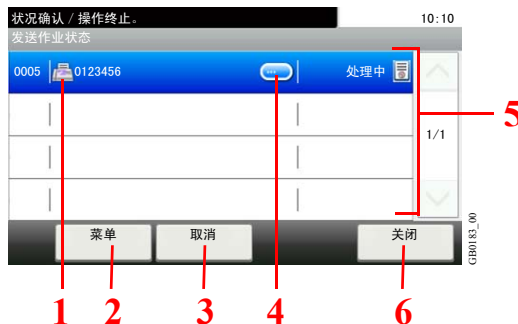 状况确认 / 操作终止。 10:10
发送作业状态
0005 0123456 处理中
1/1
5
菜单 取消 关闭
GB0183_00
1 2 3 4 6